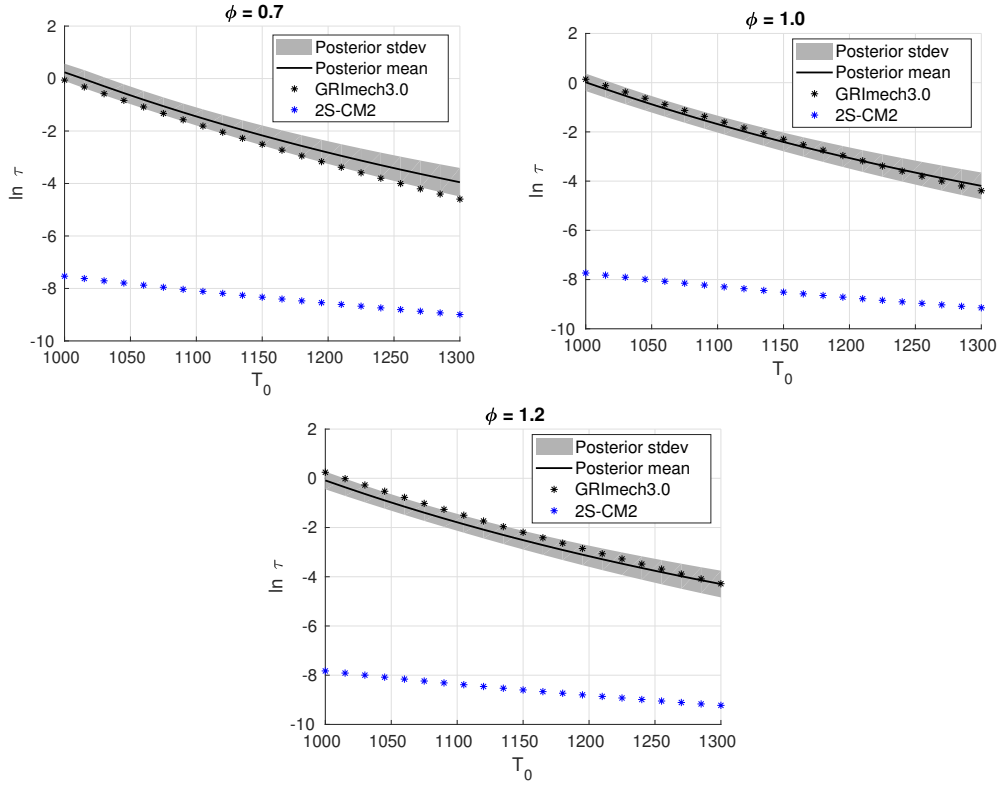 ϕ = 0.7
2
0
-2
-4
-6
-8
-10
ln τ
1000 1050 1100 1150 1200 1250 1300
T0
Posterior stdev
Posterior mean
GRImech3.0
2S-CM2
ϕ = 1.0
2
0
-2
-4
-6
-8
-10
ln τ
1000 1050 1100 1150 1200 1250 1300
T0
Posterior stdev
Posterior mean
GRImech3.0
2S-CM2
ϕ = 1.2
2
0
-2
-4
-6
-8
-10
ln τ
1000 1050 1100 1150 1200 1250 1300
T0
Posterior stdev
Posterior mean
GRImech3.0
2S-CM2